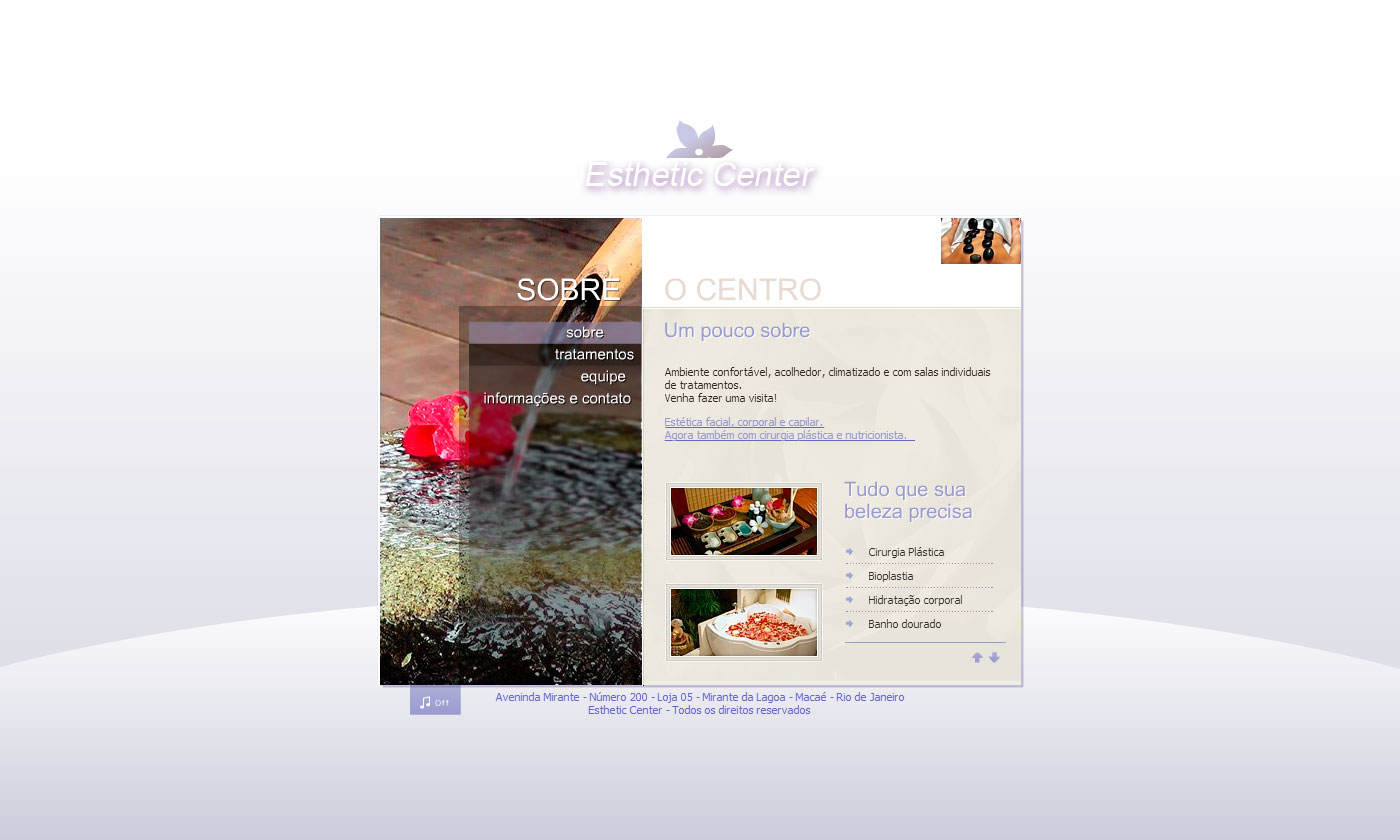 Esthetic Center
SOBRE
sobre
tratamentos
equipe
informações e contato
O CENTRO
Um pouco sobre
Ambiente confortável, acolhedor, climatizado e com salas individuais
de tratamentos.
Venha fazer uma visita!
Estética facial, corporal e capilar.
Agora também com cirurgia plástica e nutricionista.
Tudo que sua
beleza precisa
Cirurgia Plástica
Bioplastia
Hidratação corporal
Banho dourado
Off
Aveninda Mirante - Número 200 - Loja 05 - Mirante da Lagoa - Macaé - Rio de Janeiro
Esthetic Center - Todos os direitos reservados